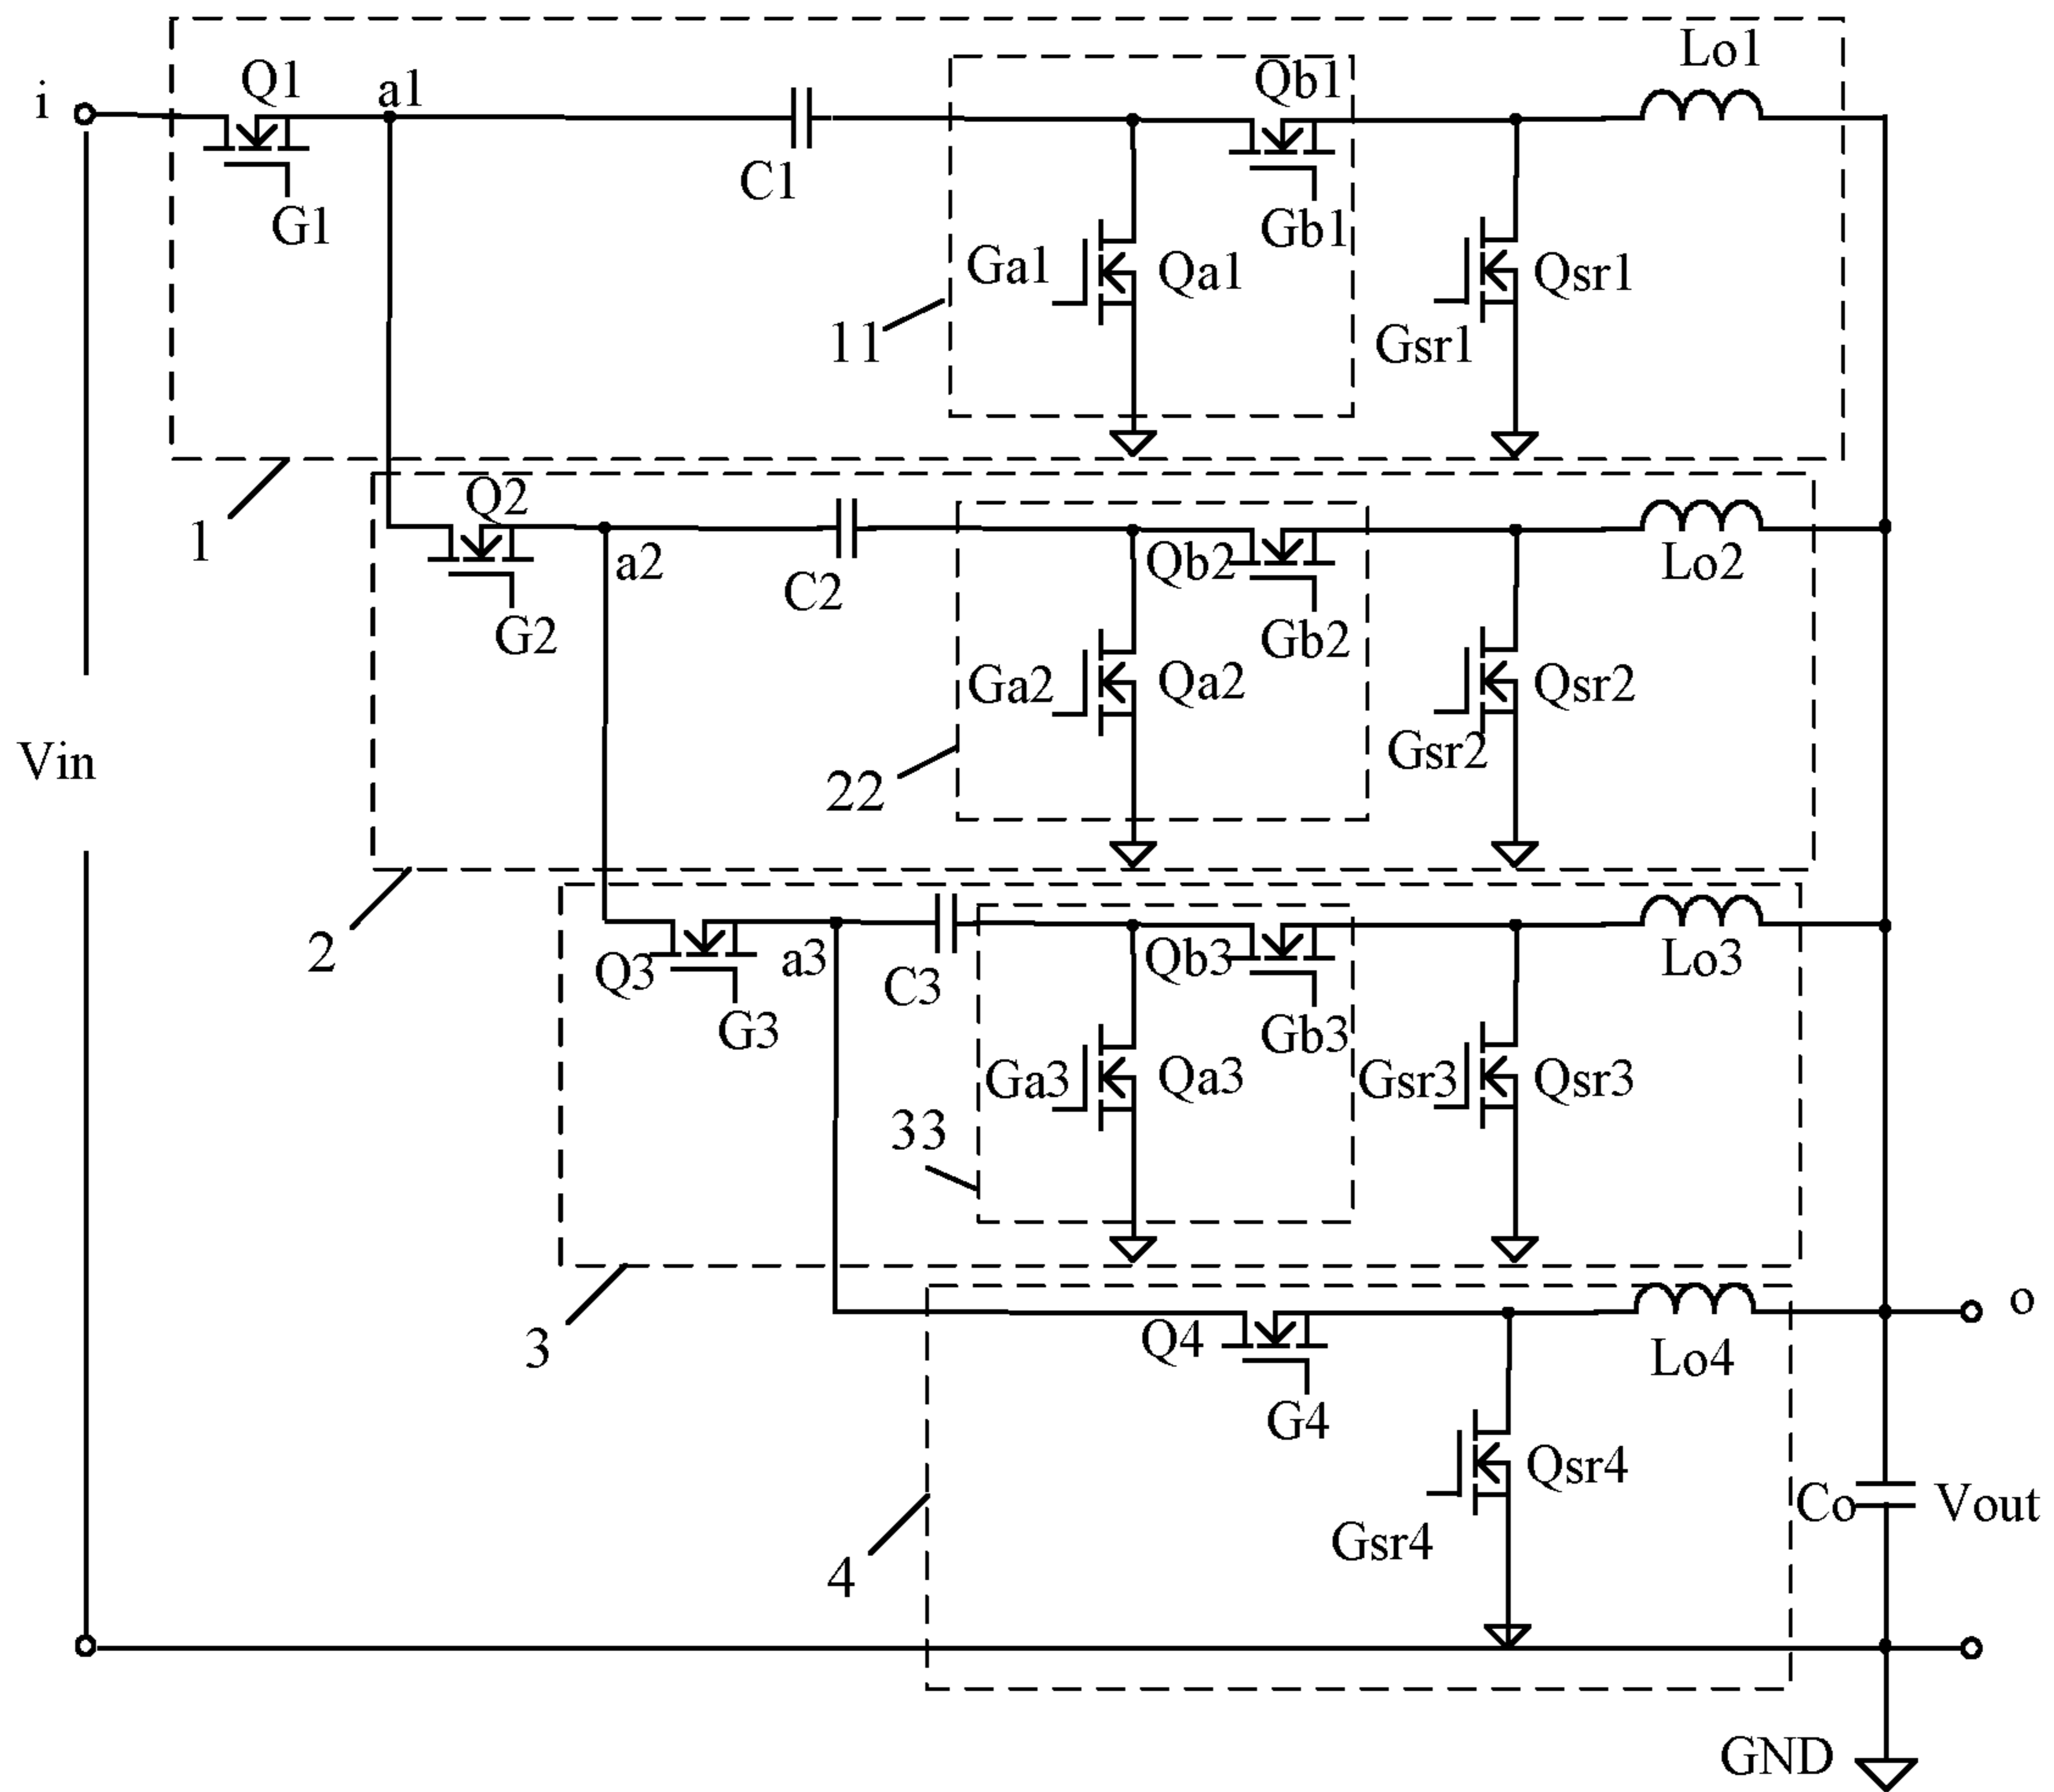 Lo1
Q1
a1
Qb1
i
C1
G1
Gb1
Ga1
Qa1
Qsr1
11
Gsr1
1
Q2
a2
Qb2
Lo2
C2
G2
Gb2
Ga2
Qa2
Qsr2
Vin
22
Gsr2
2
Q3
a3
C3
Qb3
Lo3
G3
Gb3
Ga3
Qa3
Gsr3
Qsr3
33
3
o
Q4
Lo4
G4
Qsr4
Co
Vout
Gsr4
4
GND